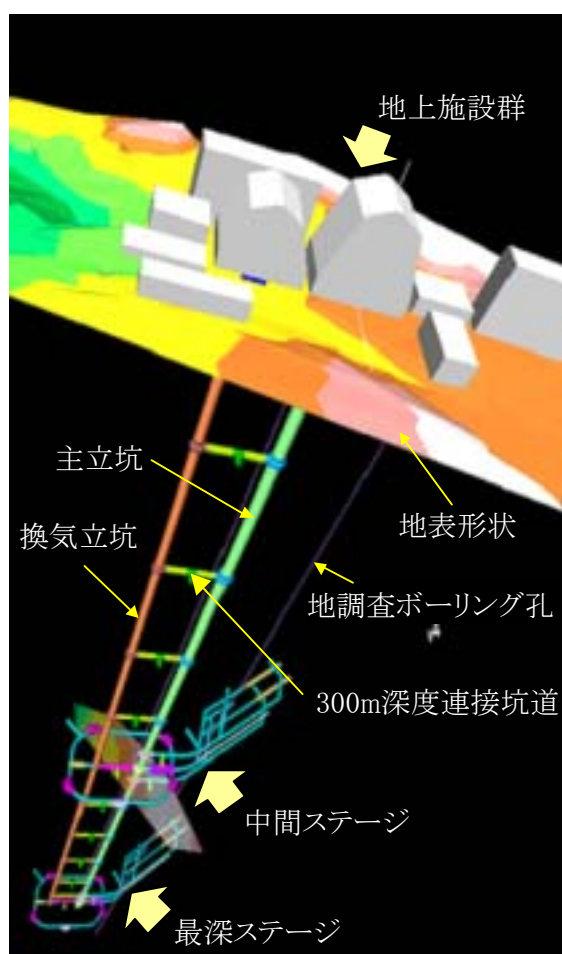 地上施設群
主立坑
換気立坑
地表形状
地調査ボーリング孔
300m深度連接坑道
中間ステージ
最深ステージ